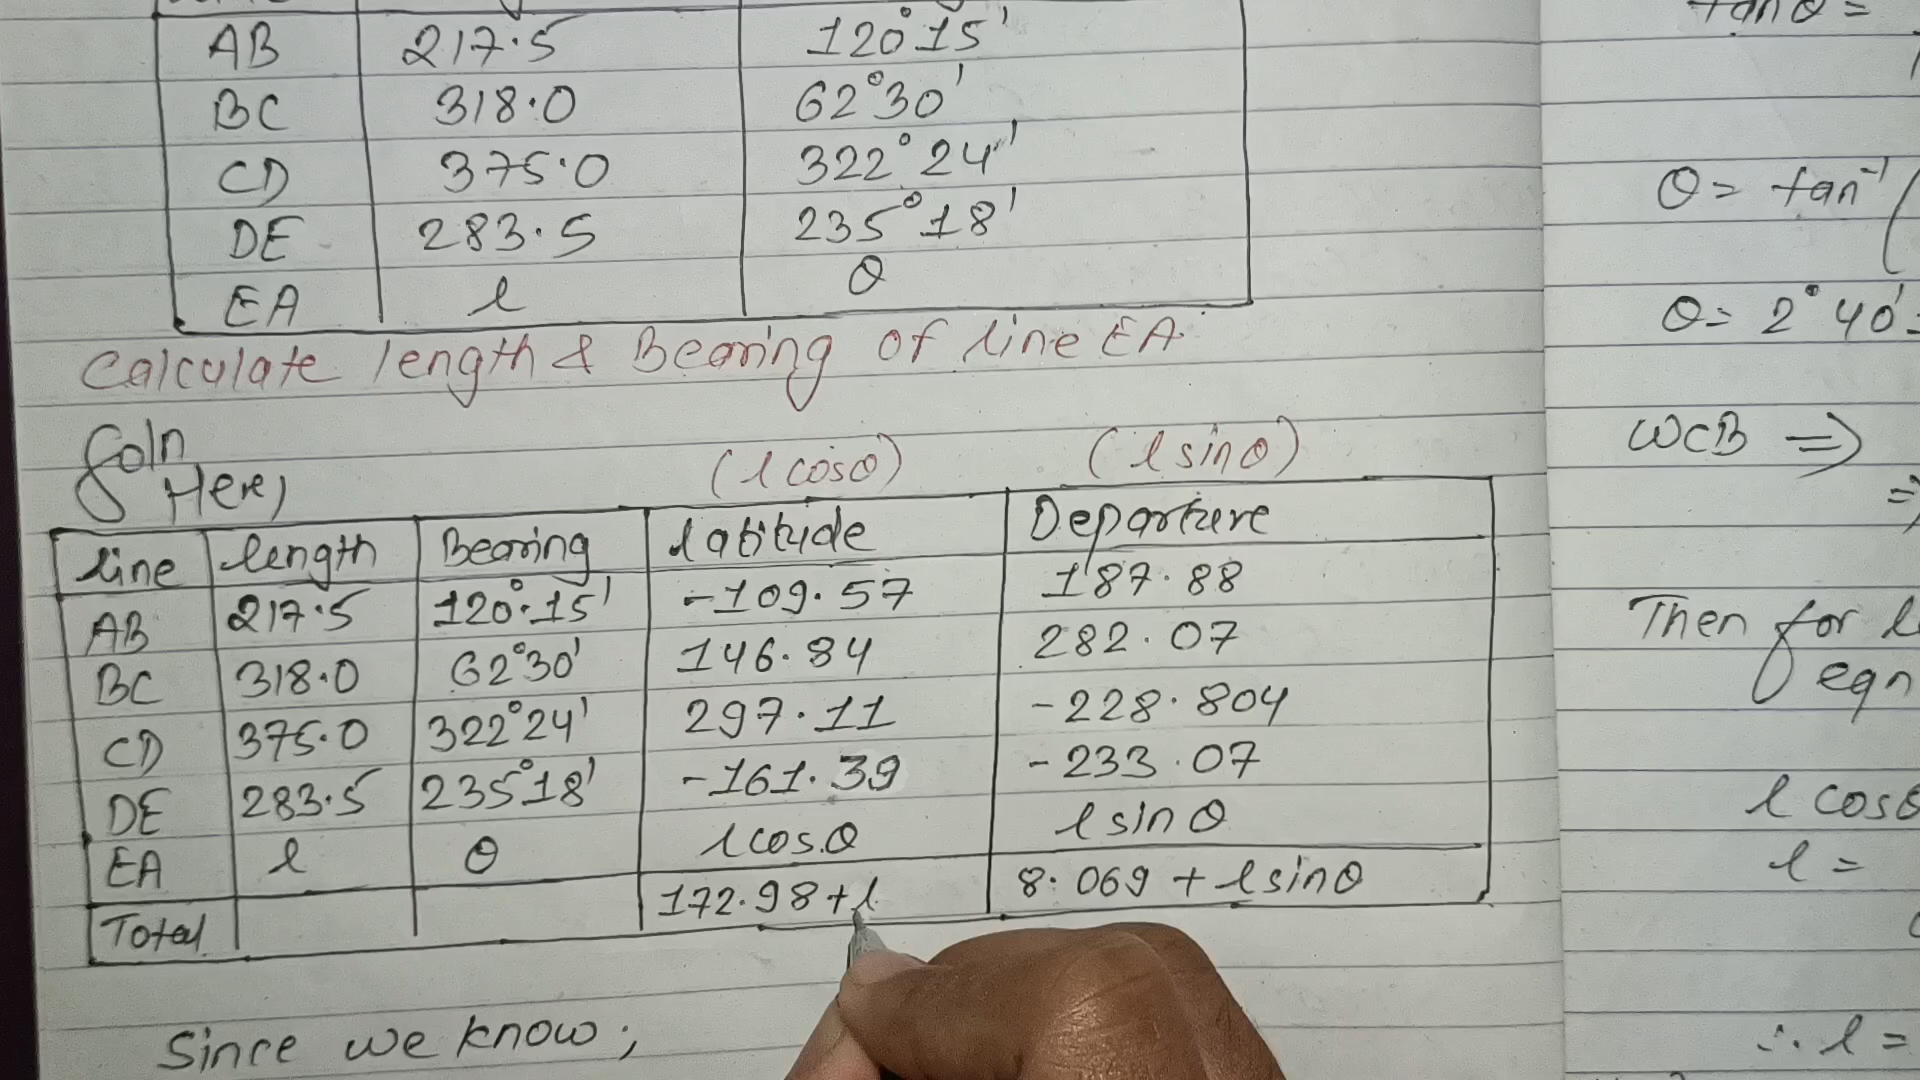 AB 217.5 120°15'
BC 318.0 62°30'
CD 375.0 322°24'
DE 283.5 235°18'
EA l θ
Calculate length & Bearing of line EA.
Soln
Here,
(l cosθ) (l sinθ)
line length Bearing latitude Departure
AB 217.5 120°.15' -109.57 187.88
BC 318.0 62°30' 146.84 282.07
CD 375.0 322°24' 297.11 -228.804
DE 283.5 235°18' -161.39 -233.07
EA l θ l cos.θ l sinθ
Total 172.98+l 8.069 + l sinθ
Since we know;
tanθ =
θ = tan⁻¹(
θ = 2°40'
WCB ⇒
⇒
Then for
eqn
l cosθ
l =
∴ l =